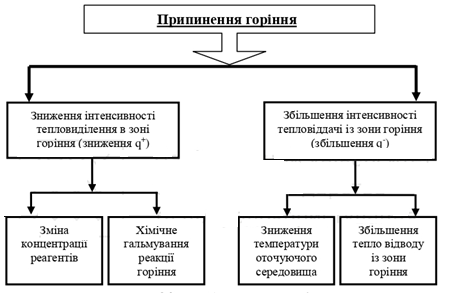 Припинення горіння
Зниження інтенсивності
тепловиділення в зоні
горіння (зниження q⁺)
Збільшення інтенсивності
тепловіддачі із зони горіння
(збільшення q⁻)
Зміна
концентрації
реагентів
Хімічне
гальмування
реакції
горіння
Зниження
температури
оточуючого
середовища
Збільшення
тепло відводу
із зони
горіння